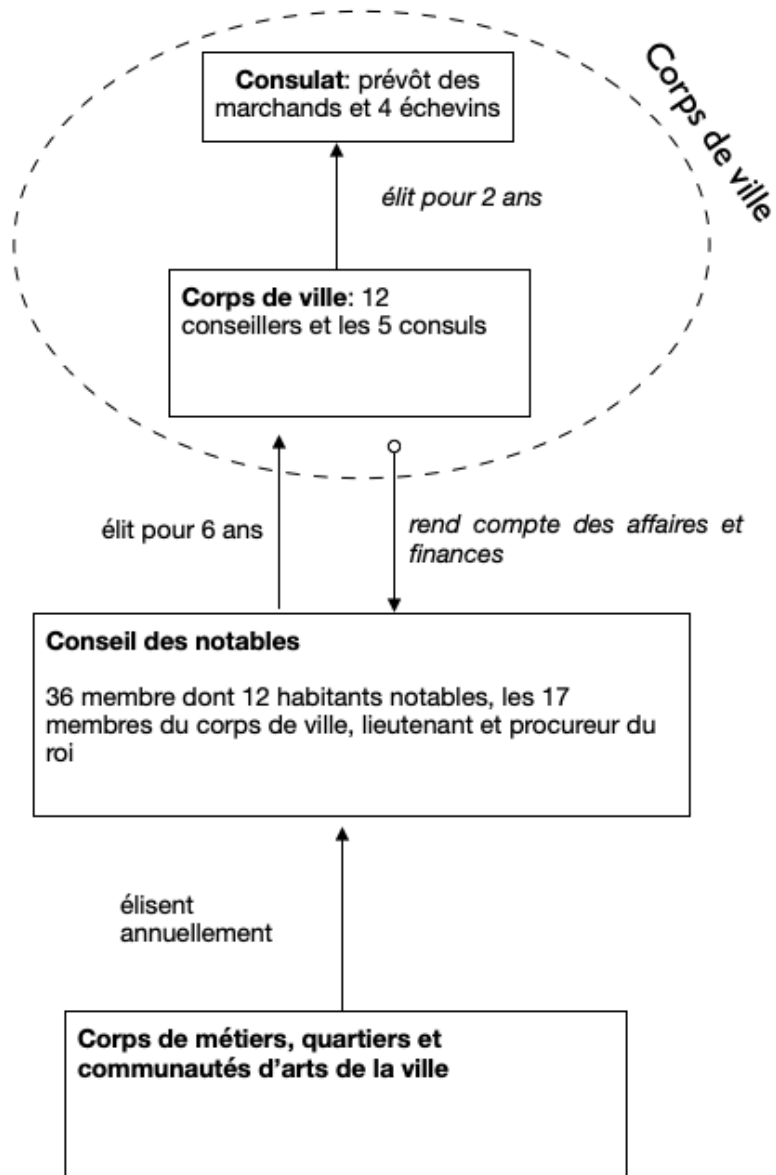 Consulat: prévôt des
marchands et 4 échevins
Corps de ville
élit pour 2 ans
Corps de ville: 12
conseillers et les 5 consuls
élit pour 6 ans
rend compte des affaires et
finances
Conseil des notables
36 membre dont 12 habitants notables, les 17
membres du corps de ville, lieutenant et procureur du
roi
élisent
annuellement
Corps de métiers, quartiers et
communautés d’arts de la ville